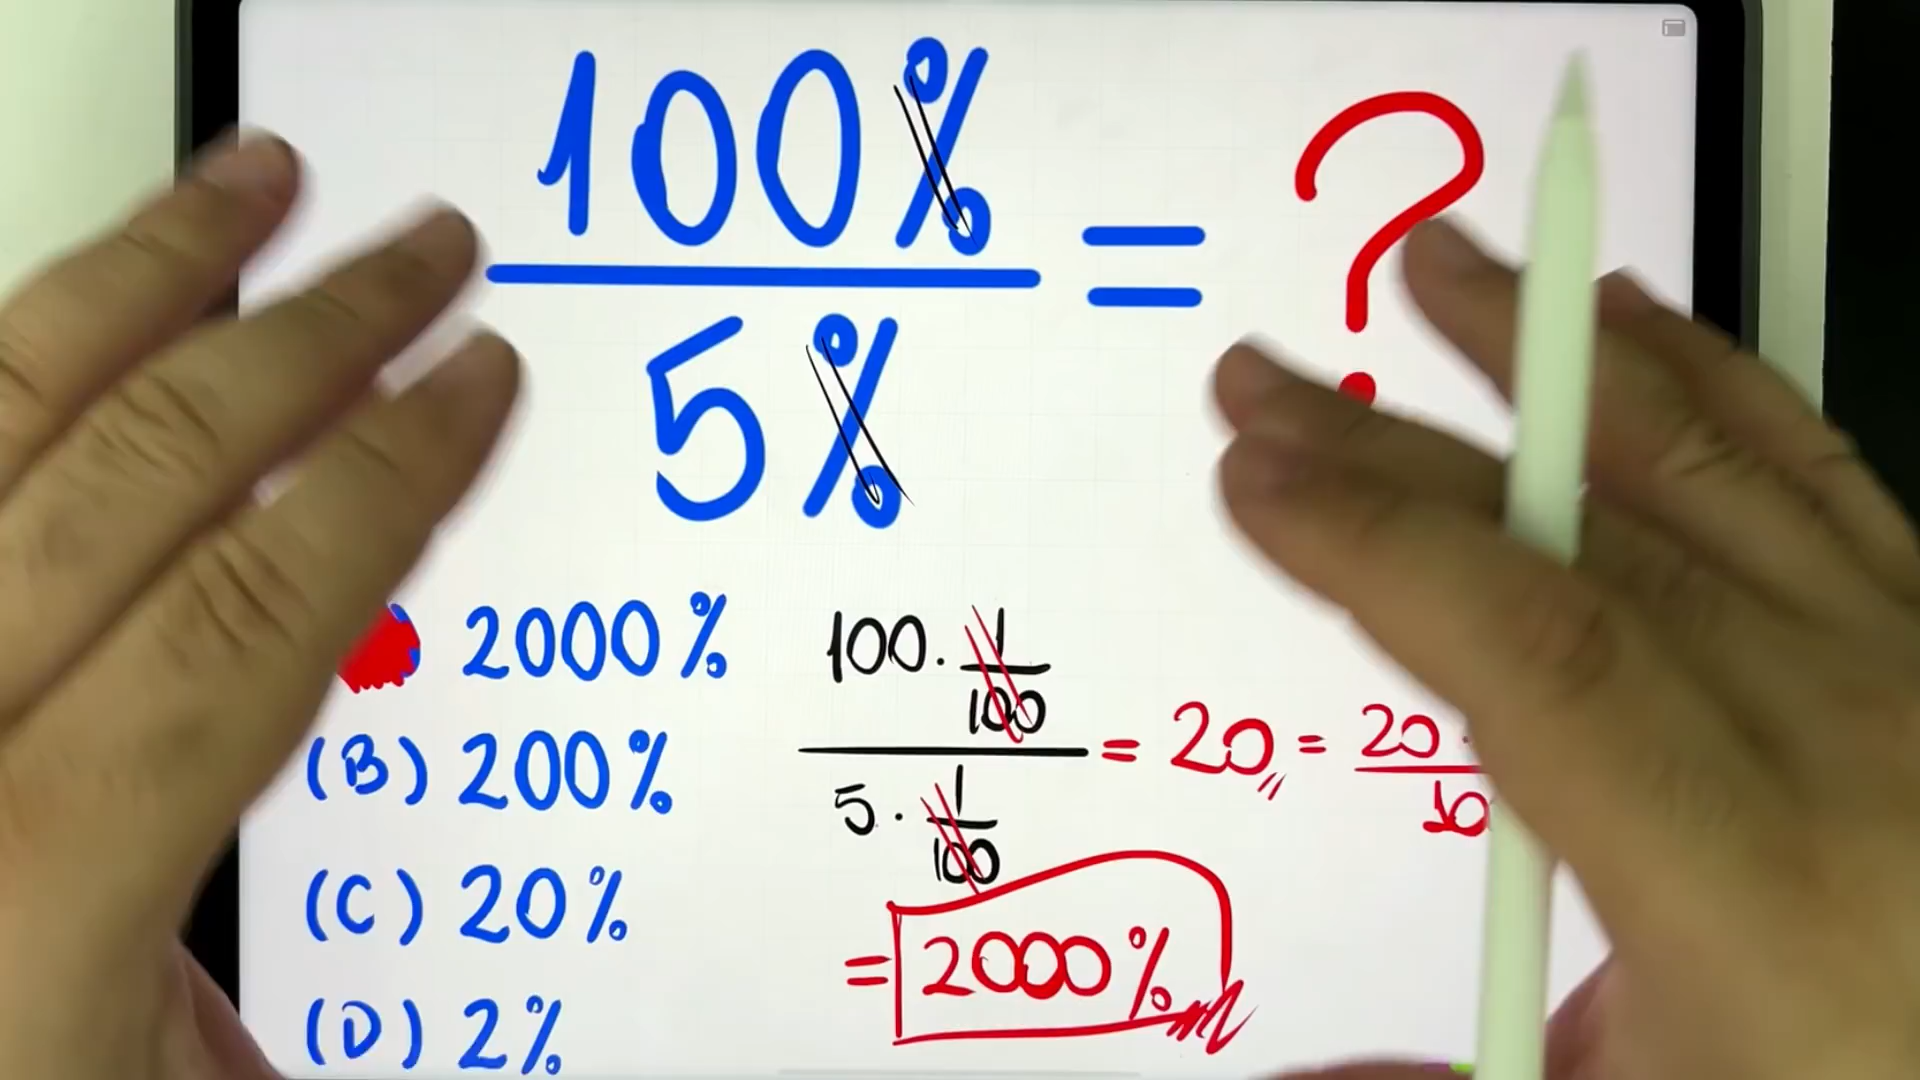 100%
5%
= ?
2000%
(B) 200%
(C) 20%
(D) 2%
100 · 1/100
5 · 1/100
= 20 = 20 ·
= 2000%